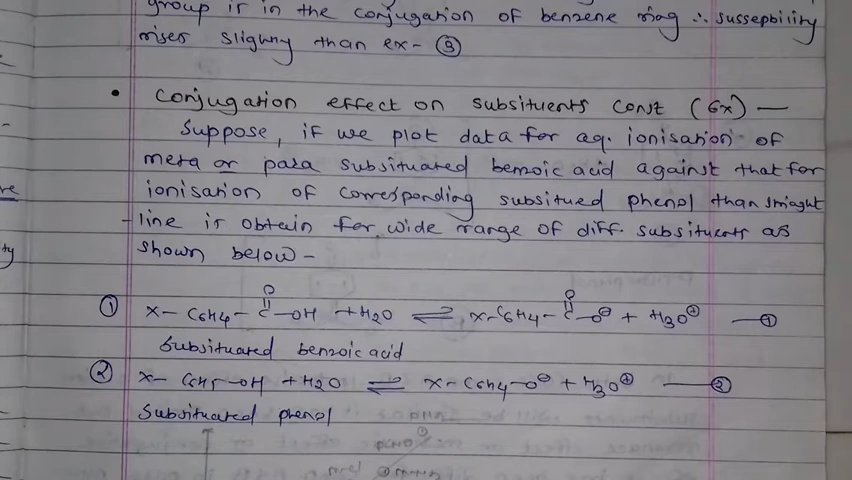 group is in the conjugation of benzene ring ∴ sussepbility
rises slighly than ex- ③
• Conjugation effect on subsituents const (6x) —
Suppose, if we plot data for aq. ionisation of
meta or para subsituated benzoic acid against that for
ionisation of corresponding subsitued phenol than straight
line is obtain for wide range of diff. subsituents as
shown below -
① X- C6H4- C(=O) -OH + H2O ⇌ X-C6H4- C(=O) -O⊖ + H3O⊕ —①
Subsituated benzoic acid
② X- C6H5-OH + H2O ⇌ X-C6H4-O⊖ + H3O⊕ —②
Subsituated phenol